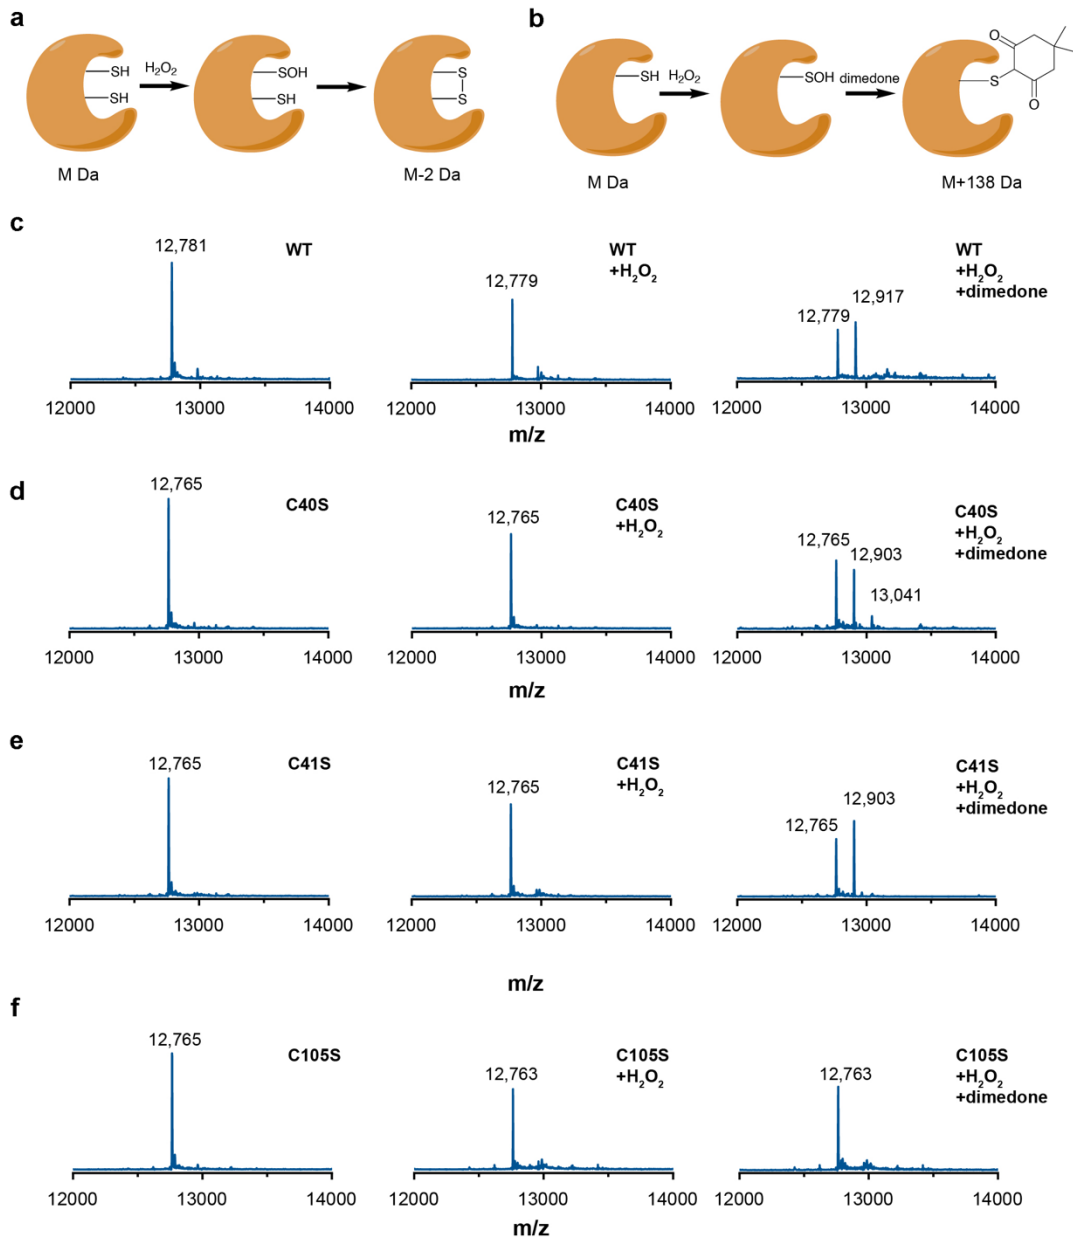 a
SH
SH
H₂O₂
SOH
SH
S
S
M Da
M-2 Da
b
SH
H₂O₂
SOH
dimedone
O
S
O
M Da
M+138 Da
c
12,781
WT
12000
13000
14000
12,779
WT
+H₂O₂
12000
13000
14000
12,779
12,917
WT
+H₂O₂
+dimedone
12000
13000
14000
m/z
d
12,765
C40S
12000
13000
14000
12,765
C40S
+H₂O₂
12000
13000
14000
12,765
12,903
13,041
C40S
+H₂O₂
+dimedone
12000
13000
14000
m/z
e
12,765
C41S
12000
13000
14000
12,765
C41S
+H₂O₂
12000
13000
14000
12,765
12,903
C41S
+H₂O₂
+dimedone
12000
13000
14000
m/z
f
12,765
C105S
12000
13000
14000
12,763
C105S
+H₂O₂
12000
13000
14000
12,763
C105S
+H₂O₂
+dimedone
12000
13000
14000
m/z